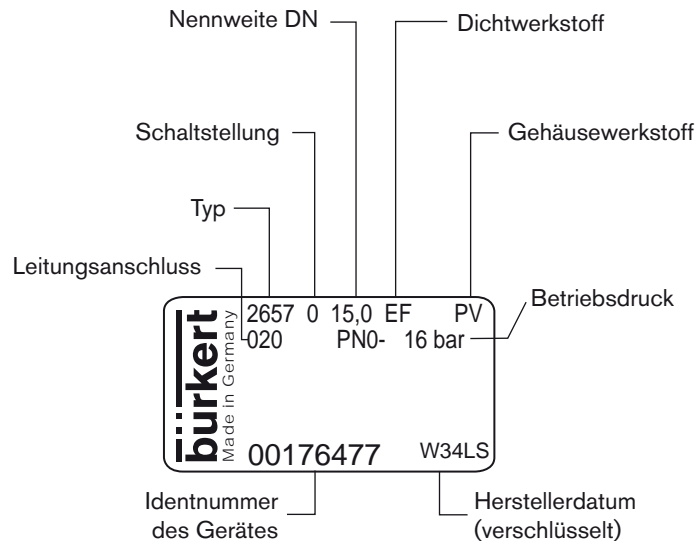 Nennweite DN
Dichtwerkstoff
Schaltstellung
Gehäusewerkstoff
Typ
Leitungsanschluss
Betriebsdruck
bürkert
Made in Germany
2657 0 15,0 EF PV
020 PN0- 16 bar
00176477 W34LS
Identnummer
des Gerätes
Herstellerdatum
(verschlüsselt)